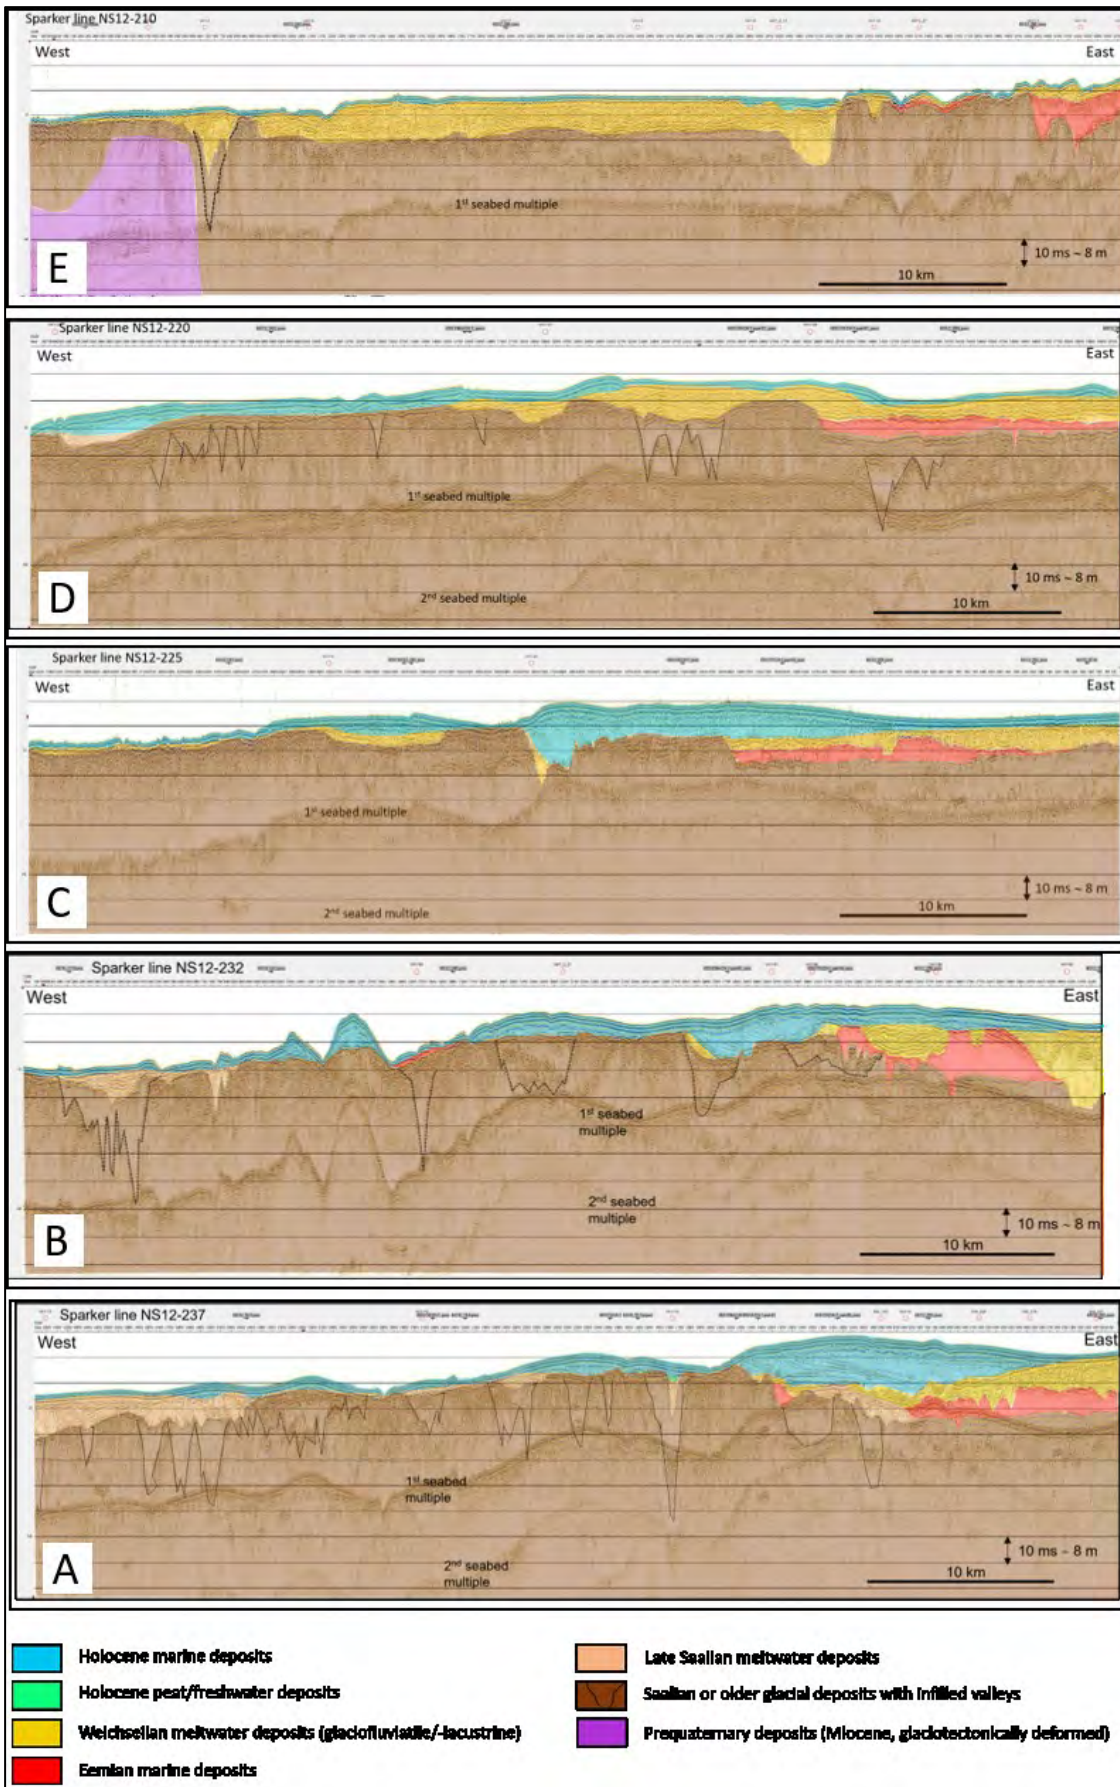 Sparker line NS12-210
West
East
1st seabed multiple
10 ms ~ 8 m
10 km
E
Sparker line NS12-220
West
East
1st seabed multiple
10 ms ~ 8 m
10 km
2nd seabed multiple
D
Sparker line NS12-225
West
East
1st seabed multiple
10 ms ~ 8 m
10 km
2nd seabed multiple
C
Sparker line NS12-232
West
East
1st seabed
multiple
2nd seabed
multiple
10 ms ~ 8 m
10 km
B
Sparker line NS12-237
West
East
1st seabed
multiple
10 ms ~ 8 m
10 km
2nd seabed
multiple
A
Holocene marine deposits
Holocene peat/freshwater deposits
Weichselian meltwater deposits (glaciofluviatile/-lacustrine)
Eemian marine deposits
Late Saalian meltwater deposits
Saalian or older glacial deposits with infilled valleys
Prequaternary deposits (Miocene, glaciotectonically deformed)